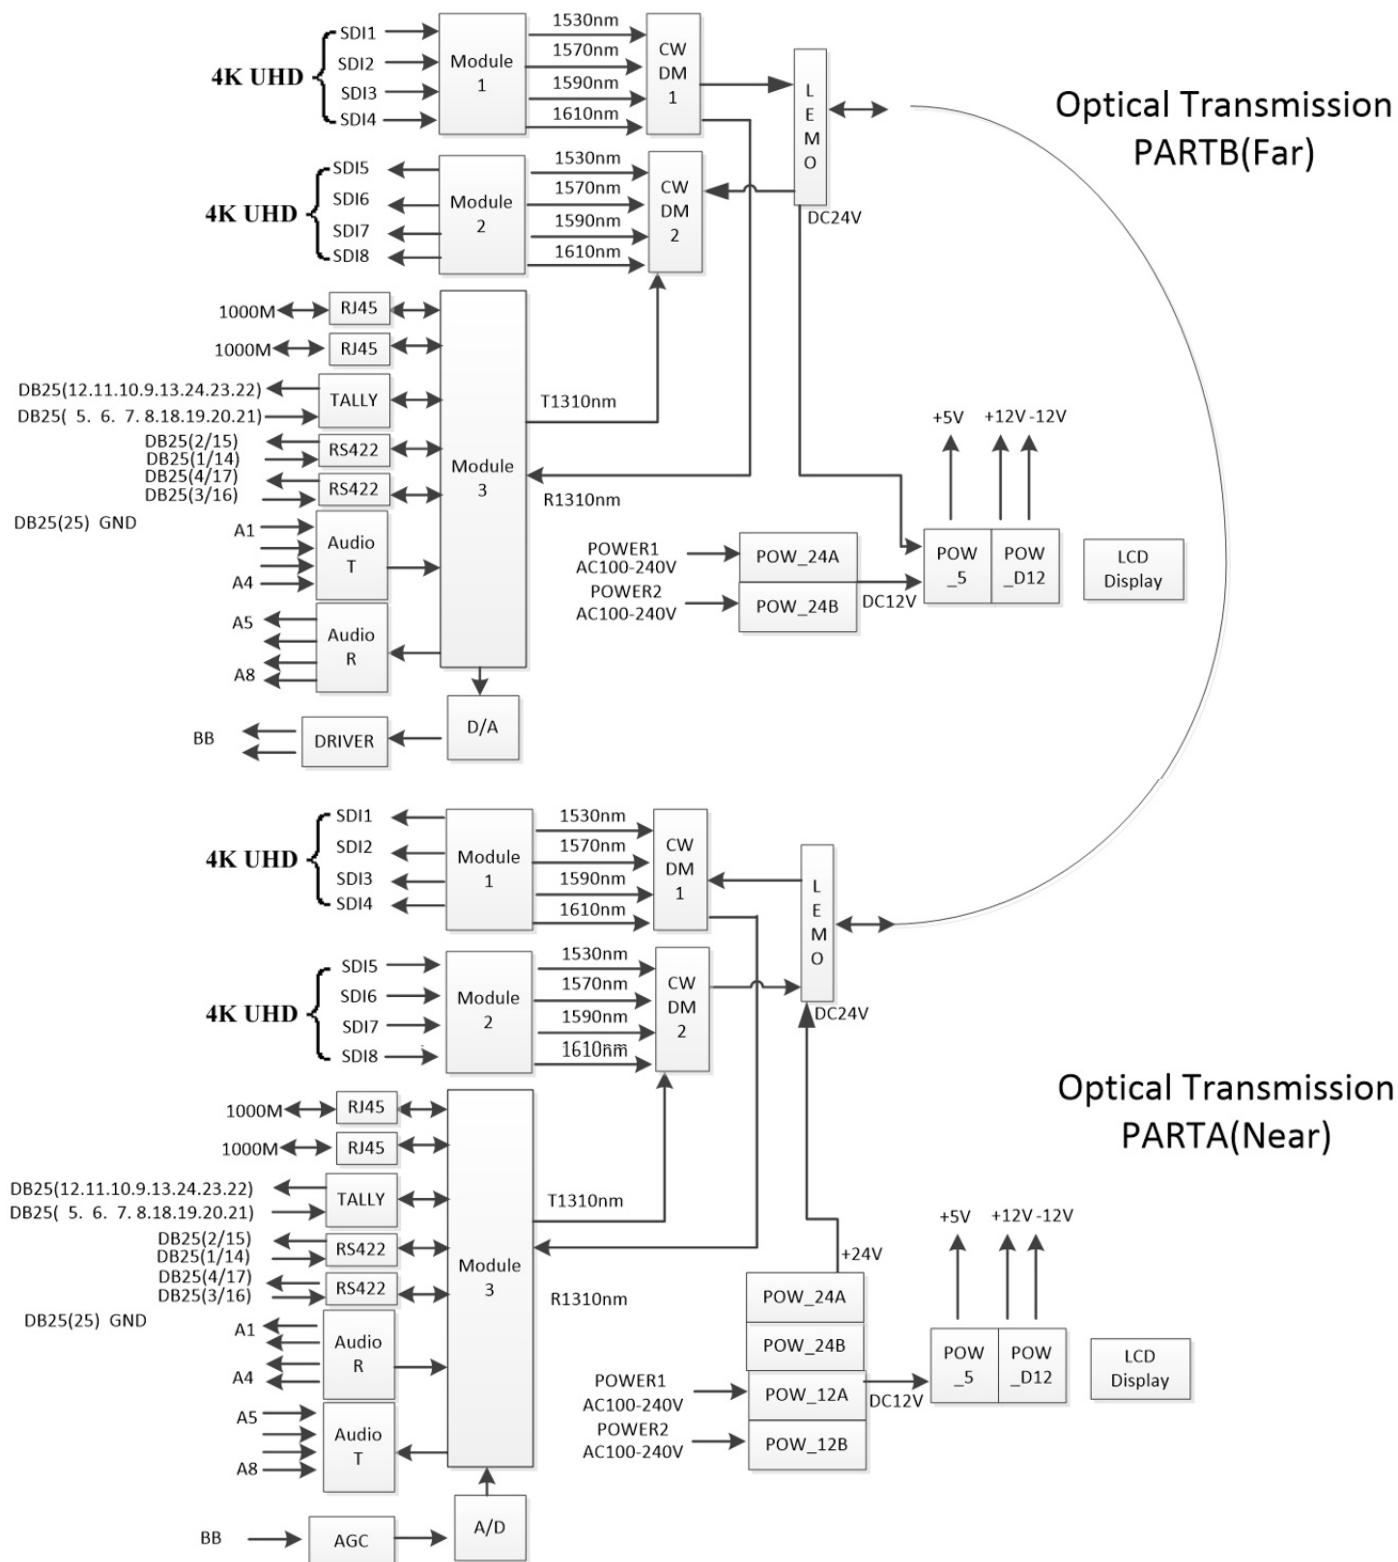 4K UHD
SDI1
SDI2
SDI3
SDI4
Module
1
1530nm
1570nm
1590nm
1610nm
CW
DM
1
L
E
M
O
Optical Transmission
PARTB(Far)
4K UHD
SDI5
SDI6
SDI7
SDI8
Module
2
1530nm
1570nm
1590nm
1610nm
CW
DM
2
DC24V
1000M
RJ45
1000M
RJ45
DB25(12.11.10.9.13.24.23.22)
DB25( 5. 6. 7. 8.18.19.20.21)
TALLY
DB25(2/15)
DB25(1/14)
RS422
DB25(4/17)
DB25(3/16)
RS422
DB25(25) GND
A1
A4
Audio
T
A5
A8
Audio
R
Module
3
T1310nm
R1310nm
+5V
+12V
-12V
POWER1
AC100-240V
POWER2
AC100-240V
POW_24A
POW_24B
DC12V
POW
_5
POW
_D12
LCD
Display
D/A
BB
DRIVER
4K UHD
SDI1
SDI2
SDI3
SDI4
Module
1
1530nm
1570nm
1590nm
1610nm
CW
DM
1
L
E
M
O
4K UHD
SDI5
SDI6
SDI7
SDI8
Module
2
1530nm
1570nm
1590nm
1610nm
CW
DM
2
DC24V
Optical Transmission
PARTA(Near)
1000M
RJ45
1000M
RJ45
DB25(12.11.10.9.13.24.23.22)
DB25( 5. 6. 7. 8.18.19.20.21)
TALLY
DB25(2/15)
DB25(1/14)
RS422
DB25(4/17)
DB25(3/16)
RS422
DB25(25) GND
A1
A4
Audio
R
A5
A8
Audio
T
Module
3
T1310nm
R1310nm
+5V
+12V
-12V
+24V
POW_24A
POW_24B
POWER1
AC100-240V
POWER2
AC100-240V
POW_12A
POW_12B
DC12V
POW
_5
POW
_D12
LCD
Display
A/D
BB
AGC